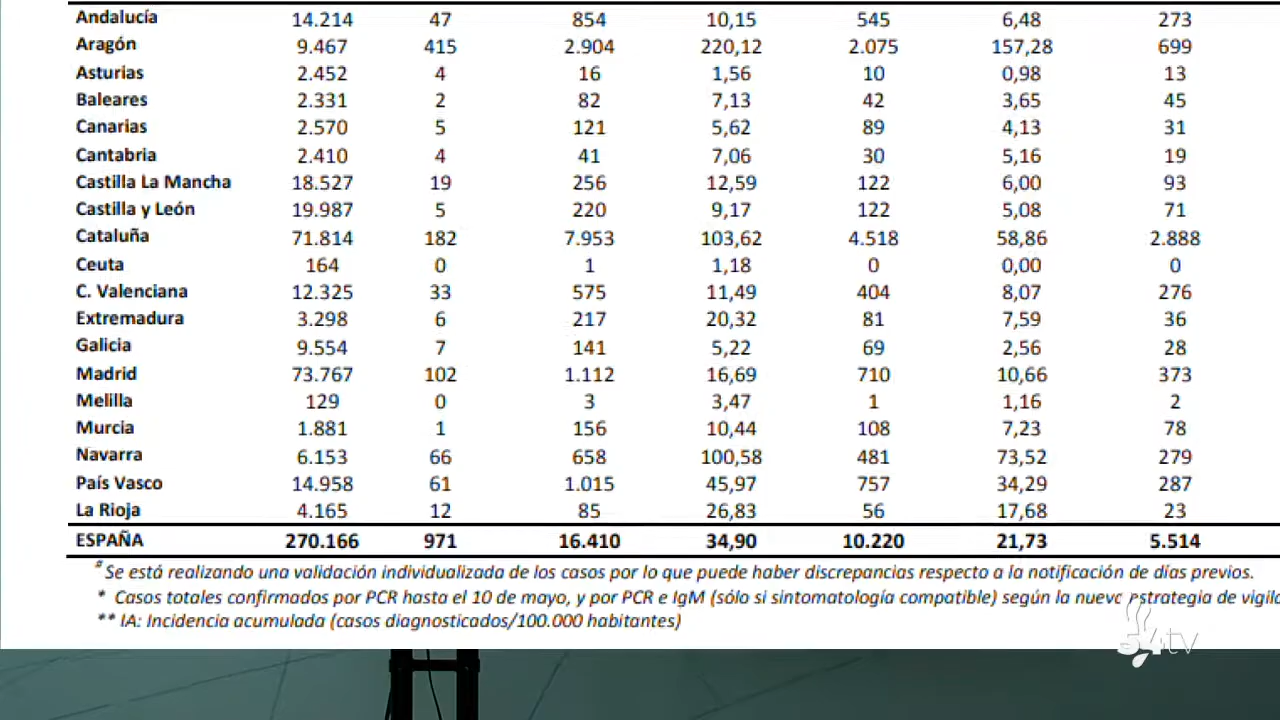 Andalucía 14.214 47 854 10,15 545 6,48 273
Aragón 9.467 415 2.904 220,12 2.075 157,28 699
Asturias 2.452 4 16 1,56 10 0,98 13
Baleares 2.331 2 82 7,13 42 3,65 45
Canarias 2.570 5 121 5,62 89 4,13 31
Cantabria 2.410 4 41 7,06 30 5,16 19
Castilla La Mancha 18.527 19 256 12,59 122 6,00 93
Castilla y León 19.987 5 220 9,17 122 5,08 71
Cataluña 71.814 182 7.953 103,62 4.518 58,86 2.888
Ceuta 164 0 1 1,18 0 0,00 0
C. Valenciana 12.325 33 575 11,49 404 8,07 276
Extremadura 3.298 6 217 20,32 81 7,59 36
Galicia 9.554 7 141 5,22 69 2,56 28
Madrid 73.767 102 1.112 16,69 710 10,66 373
Melilla 129 0 3 3,47 1 1,16 2
Murcia 1.881 1 156 10,44 108 7,23 78
Navarra 6.153 66 658 100,58 481 73,52 279
País Vasco 14.958 61 1.015 45,97 757 34,29 287
La Rioja 4.165 12 85 26,83 56 17,68 23
ESPAÑA 270.166 971 16.410 34,90 10.220 21,73 5.514
# Se está realizando una validación individualizada de los casos por lo que puede haber discrepancias respecto a la notificación de días previos.
* Casos totales confirmados por PCR hasta el 10 de mayo, y por PCR e IgM (sólo si sintomatología compatible) según la nueva estrategia de vigila
** IA: Incidencia acumulada (casos diagnosticados/100.000 habitantes)
54tv